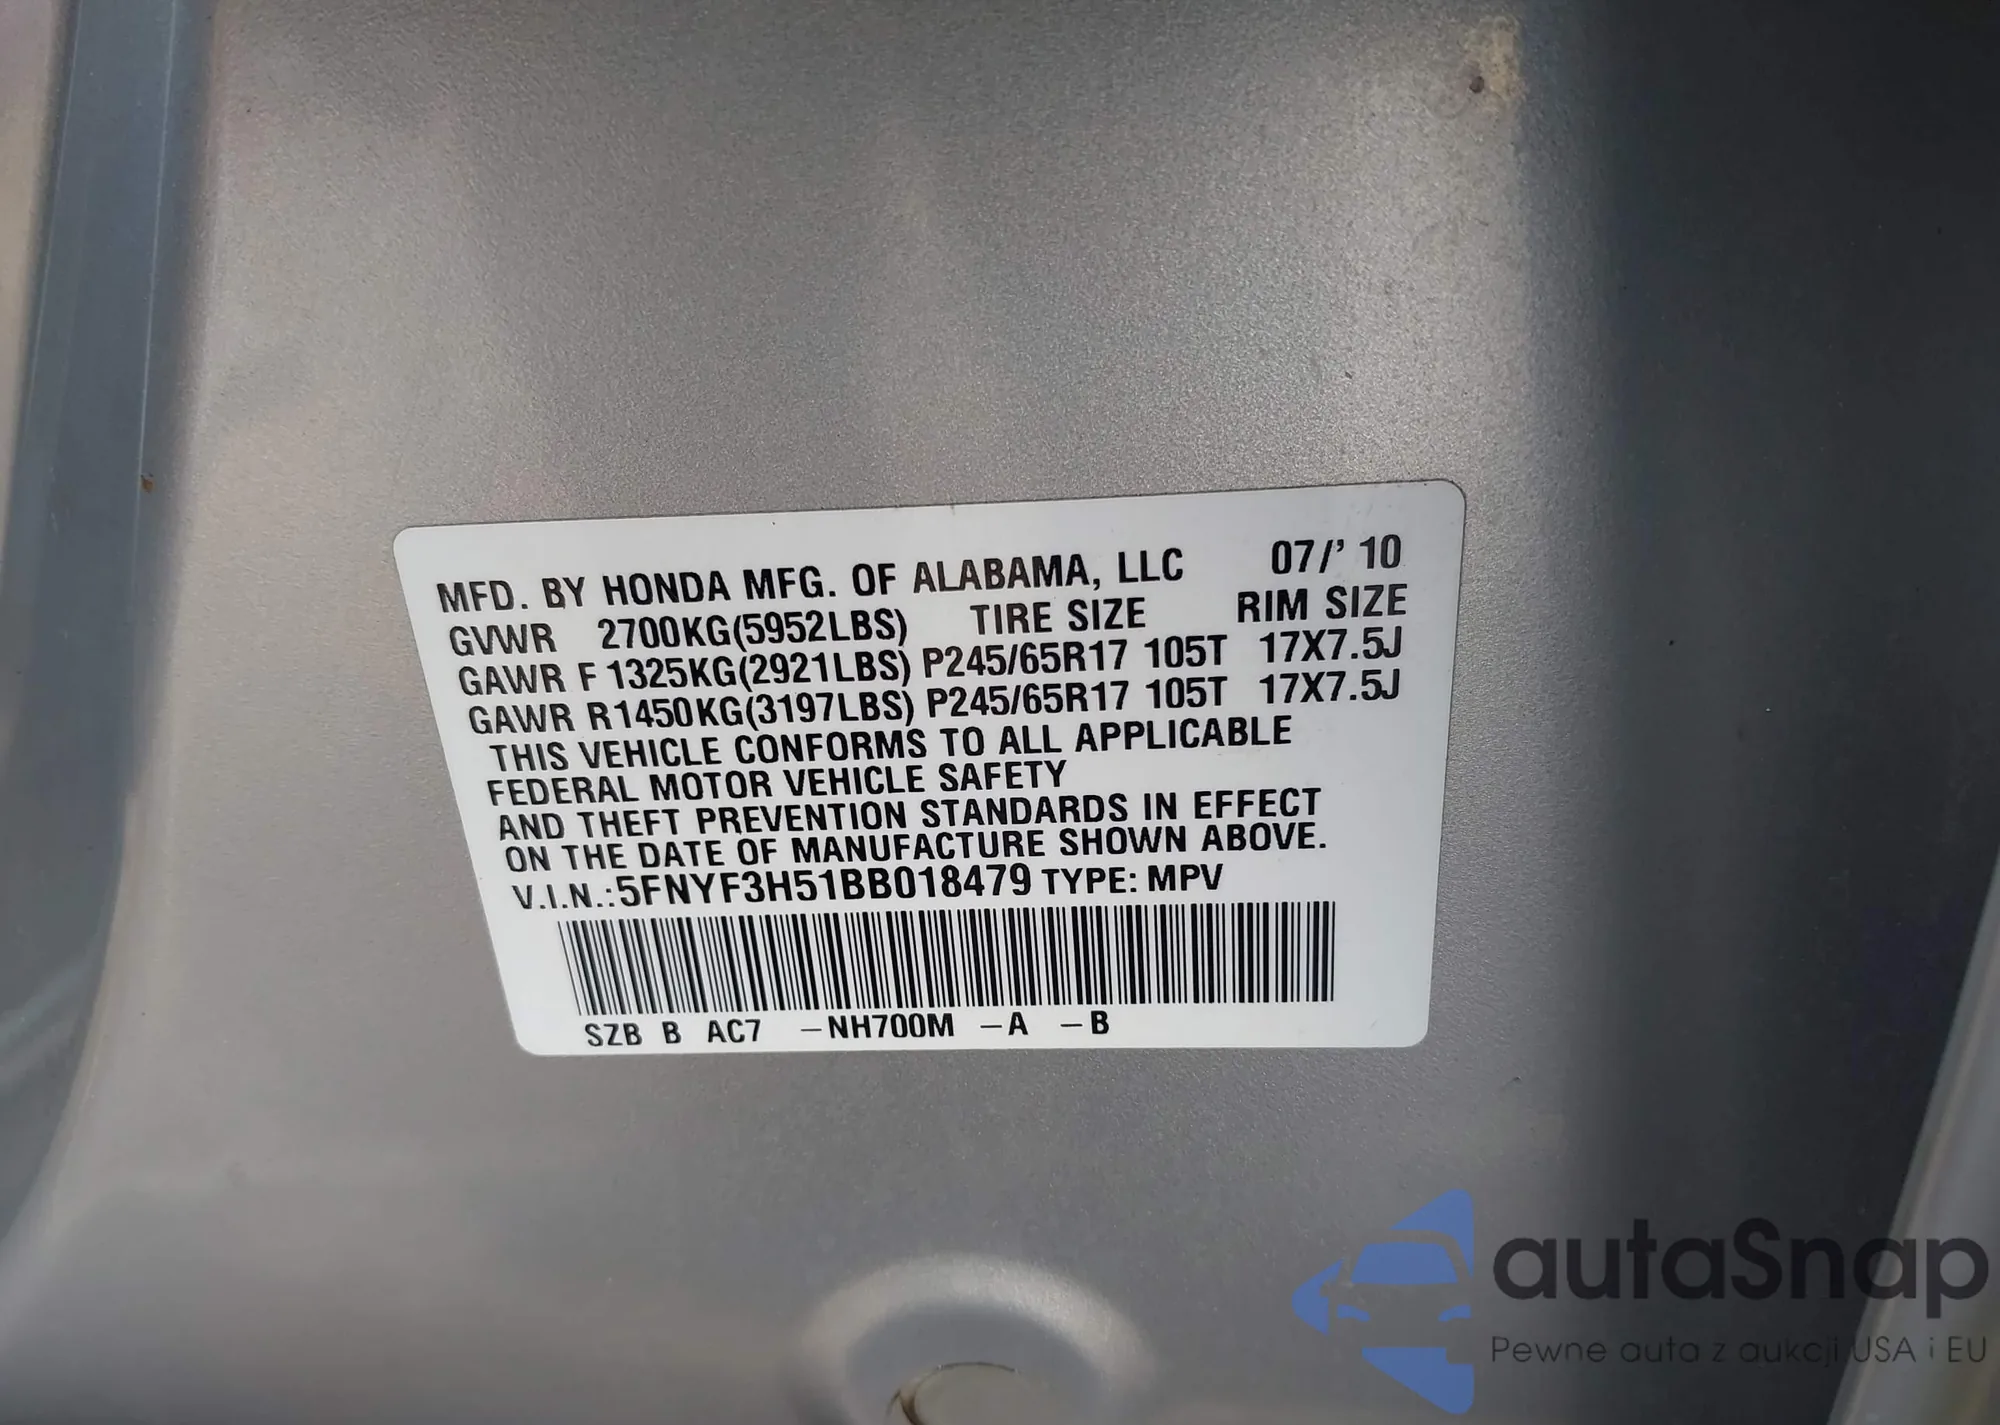 MFD. BY HONDA MFG. OF ALABAMA, LLC 07/' 10
GVWR 2700KG(5952LBS) TIRE SIZE RIM SIZE
GAWR F 1325KG(2921LBS) P245/65R17 105T 17X7.5J
GAWR R1450KG(3197LBS) P245/65R17 105T 17X7.5J
THIS VEHICLE CONFORMS TO ALL APPLICABLE
FEDERAL MOTOR VEHICLE SAFETY
AND THEFT PREVENTION STANDARDS IN EFFECT
ON THE DATE OF MANUFACTURE SHOWN ABOVE.
V.I.N.:5FNYF3H51BB018479 TYPE: MPV
SZB B AC7 –NH700M –A –B
autaSnap
Pewne auta z aukcji USA i EU